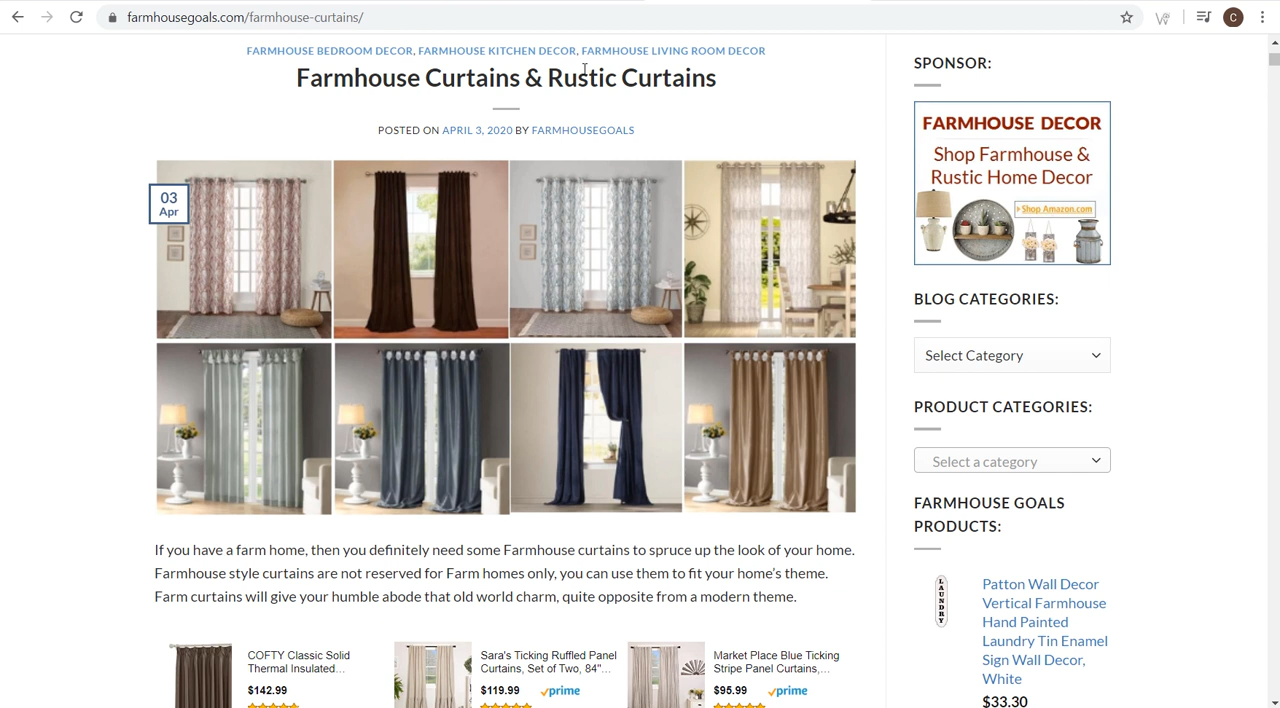 farmhousegoals.com/farmhouse-curtains/
C
FARMHOUSE BEDROOM DECOR, FARMHOUSE KITCHEN DECOR, FARMHOUSE LIVING ROOM DECOR
Farmhouse Curtains & Rustic Curtains
POSTED ON APRIL 3, 2020 BY FARMHOUSEGOALS
03
Apr
If you have a farm home, then you definitely need some Farmhouse curtains to spruce up the look of your home.
Farmhouse style curtains are not reserved for Farm homes only, you can use them to fit your home's theme.
Farm curtains will give your humble abode that old world charm, quite opposite from a modern theme.
COFTY Classic Solid
Thermal Insulated...
$142.99
Sara's Ticking Ruffled Panel
Curtains, Set of Two, 84"...
$119.99 prime
Market Place Blue Ticking
Stripe Panel Curtains,...
$95.99 prime
SPONSOR:
FARMHOUSE DECOR
Shop Farmhouse &
Rustic Home Decor
Shop Amazon.com
BLOG CATEGORIES:
Select Category
PRODUCT CATEGORIES:
Select a category
FARMHOUSE GOALS
PRODUCTS:
LAUNDRY
Patton Wall Decor
Vertical Farmhouse
Hand Painted
Laundry Tin Enamel
Sign Wall Decor,
White
$33.30